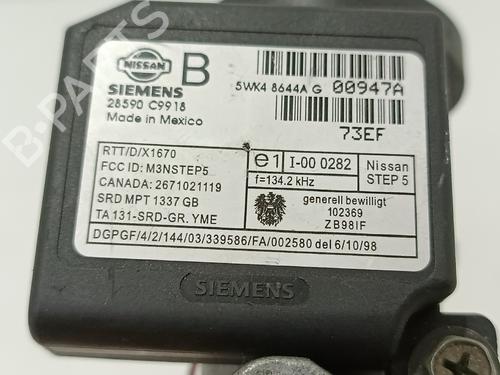 NISSAN B
SIEMENS 5WK4 8644A G 00947A
28590 C9918
Made in Mexico 73EF
RTT/D/X1670
FCC ID: M3NSTEP5
CANADA: 2671021119
SRD MPT 1337 GB
TA 131-SRD-GR. YME
e1 I-00 0282 Nissan
f=134.2 kHz STEP 5
generell bewilligt
102369
ZB98IF
DGPGF/4/2/144/03/339586/FA/002580 del 6/10/98
SIEMENS
B-PARTS